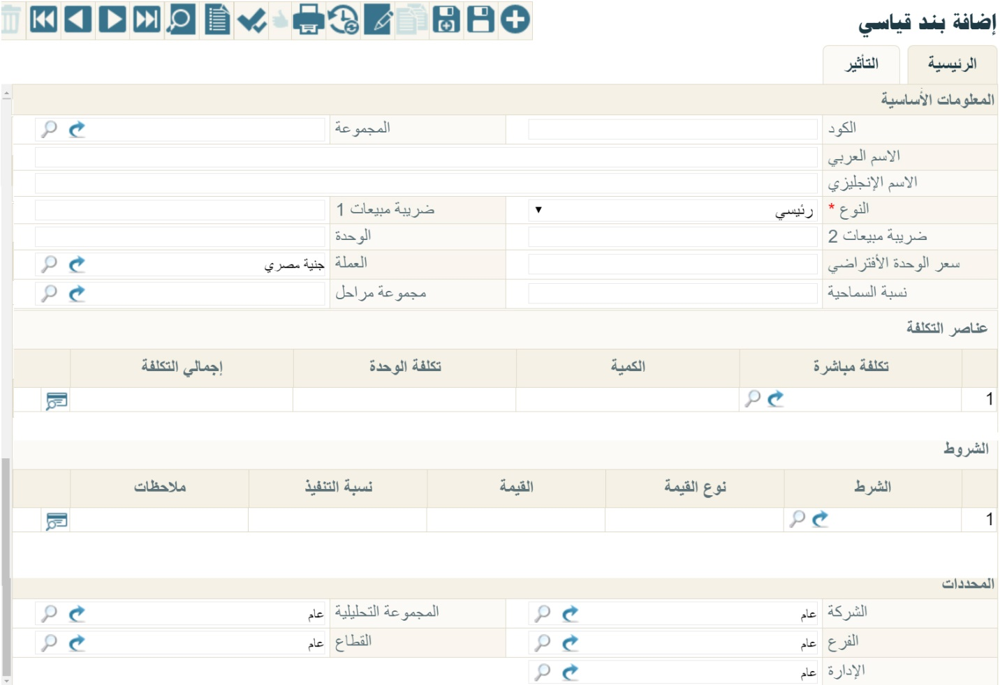 إضافة بند قياسي
الرئيسية التأثير
المعلومات الأساسية
الكود المجموعة
الاسم العربي
الاسم الإنجليزي
النوع * رئيسي ضريبة مبيعات 1
ضريبة مبيعات 2 الوحدة
سعر الوحدة الأفتراضي العملة جنية مصري
نسبة السماحية مجموعة مراحل
عناصر التكلفة
تكلفة مباشرة الكمية تكلفة الوحدة إجمالي التكلفة
1
الشروط
الشرط نوع القيمة القيمة نسبة التنفيذ ملاحظات
1
المحددات
الشركة عام المجموعة التحليلية عام
الفرع عام القطاع عام
الإدارة عام